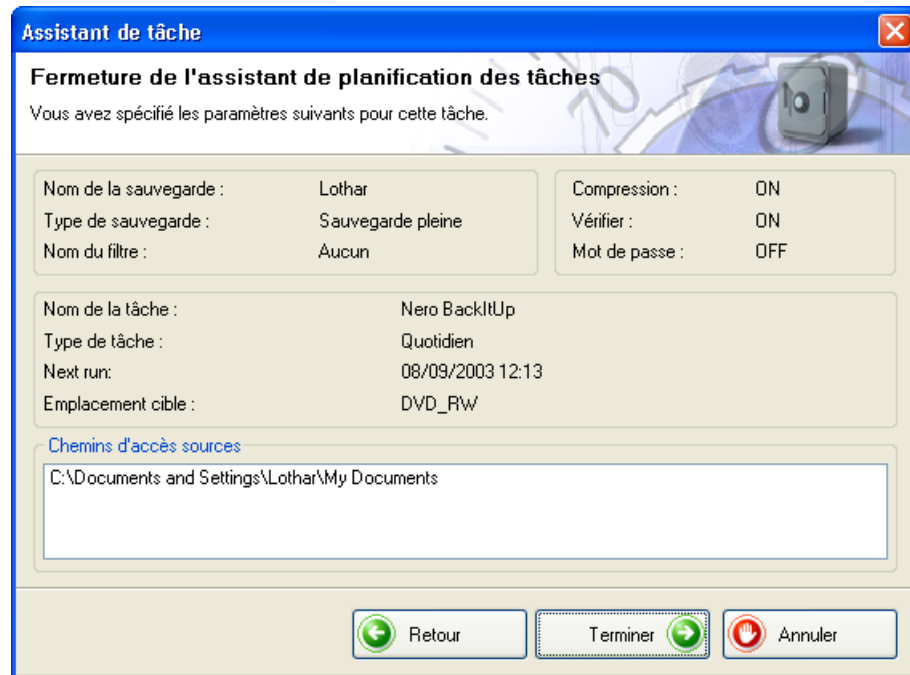 Assistant de tâche
Fermeture de l'assistant de planification des tâches
Vous avez spécifié les paramètres suivants pour cette tâche.
10
Nom de la sauvegarde : Lothar
Type de sauvegarde : Sauvegarde pleine
Nom du filtre : Aucun
Compression : ON
Vérifier : ON
Mot de passe : OFF
Nom de la tâche : Nero BackItUp
Type de tâche : Quotidien
Next run: 08/09/2003 12:13
Emplacement cible : DVD_RW
Chemins d'accès sources
C:\Documents and Settings\Lothar\My Documents
Retour
Terminer
Annuler